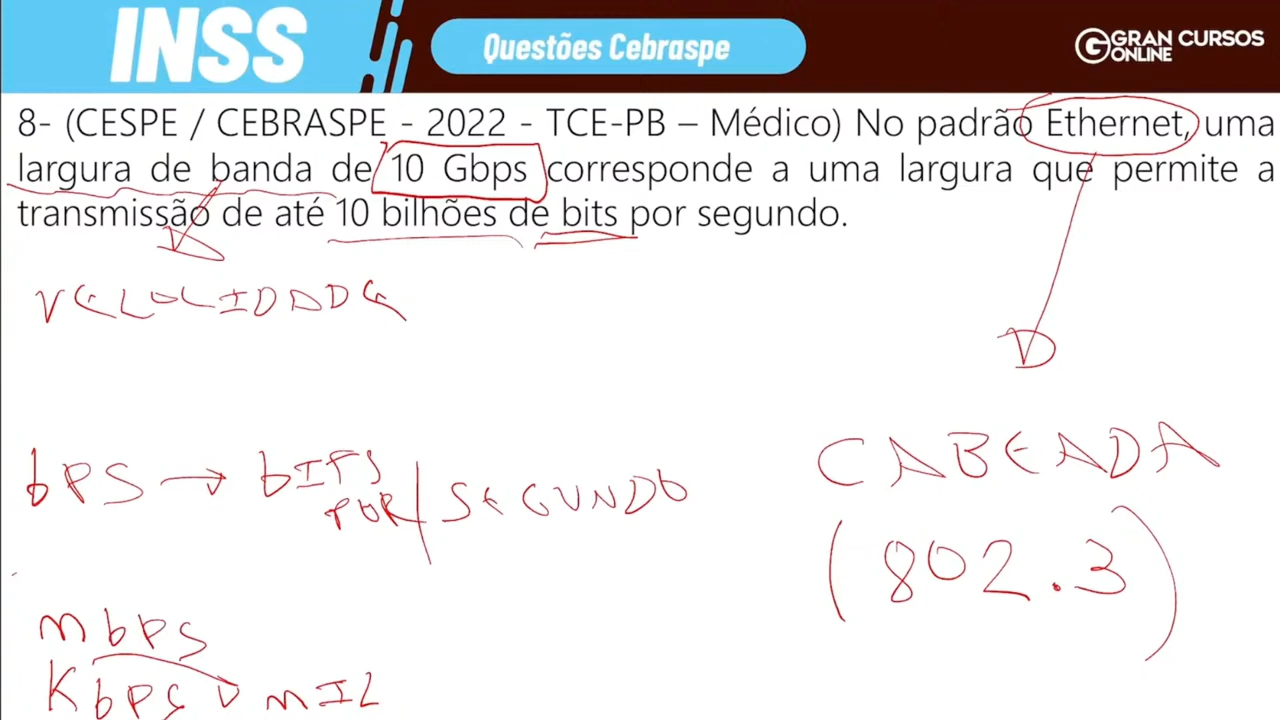 INSS
Questões Cebraspe
GRAN CURSOS
ONLINE
8- (CESPE / CEBRASPE - 2022 - TCE-PB – Médico) No padrão Ethernet, uma
largura de banda de 10 Gbps corresponde a uma largura que permite a
transmissão de até 10 bilhões de bits por segundo.
VELOCIDADE
bPS → bITS
POR / SEGUNDO
CABEADA
(802.3)
mbPS
KbPS → mIL